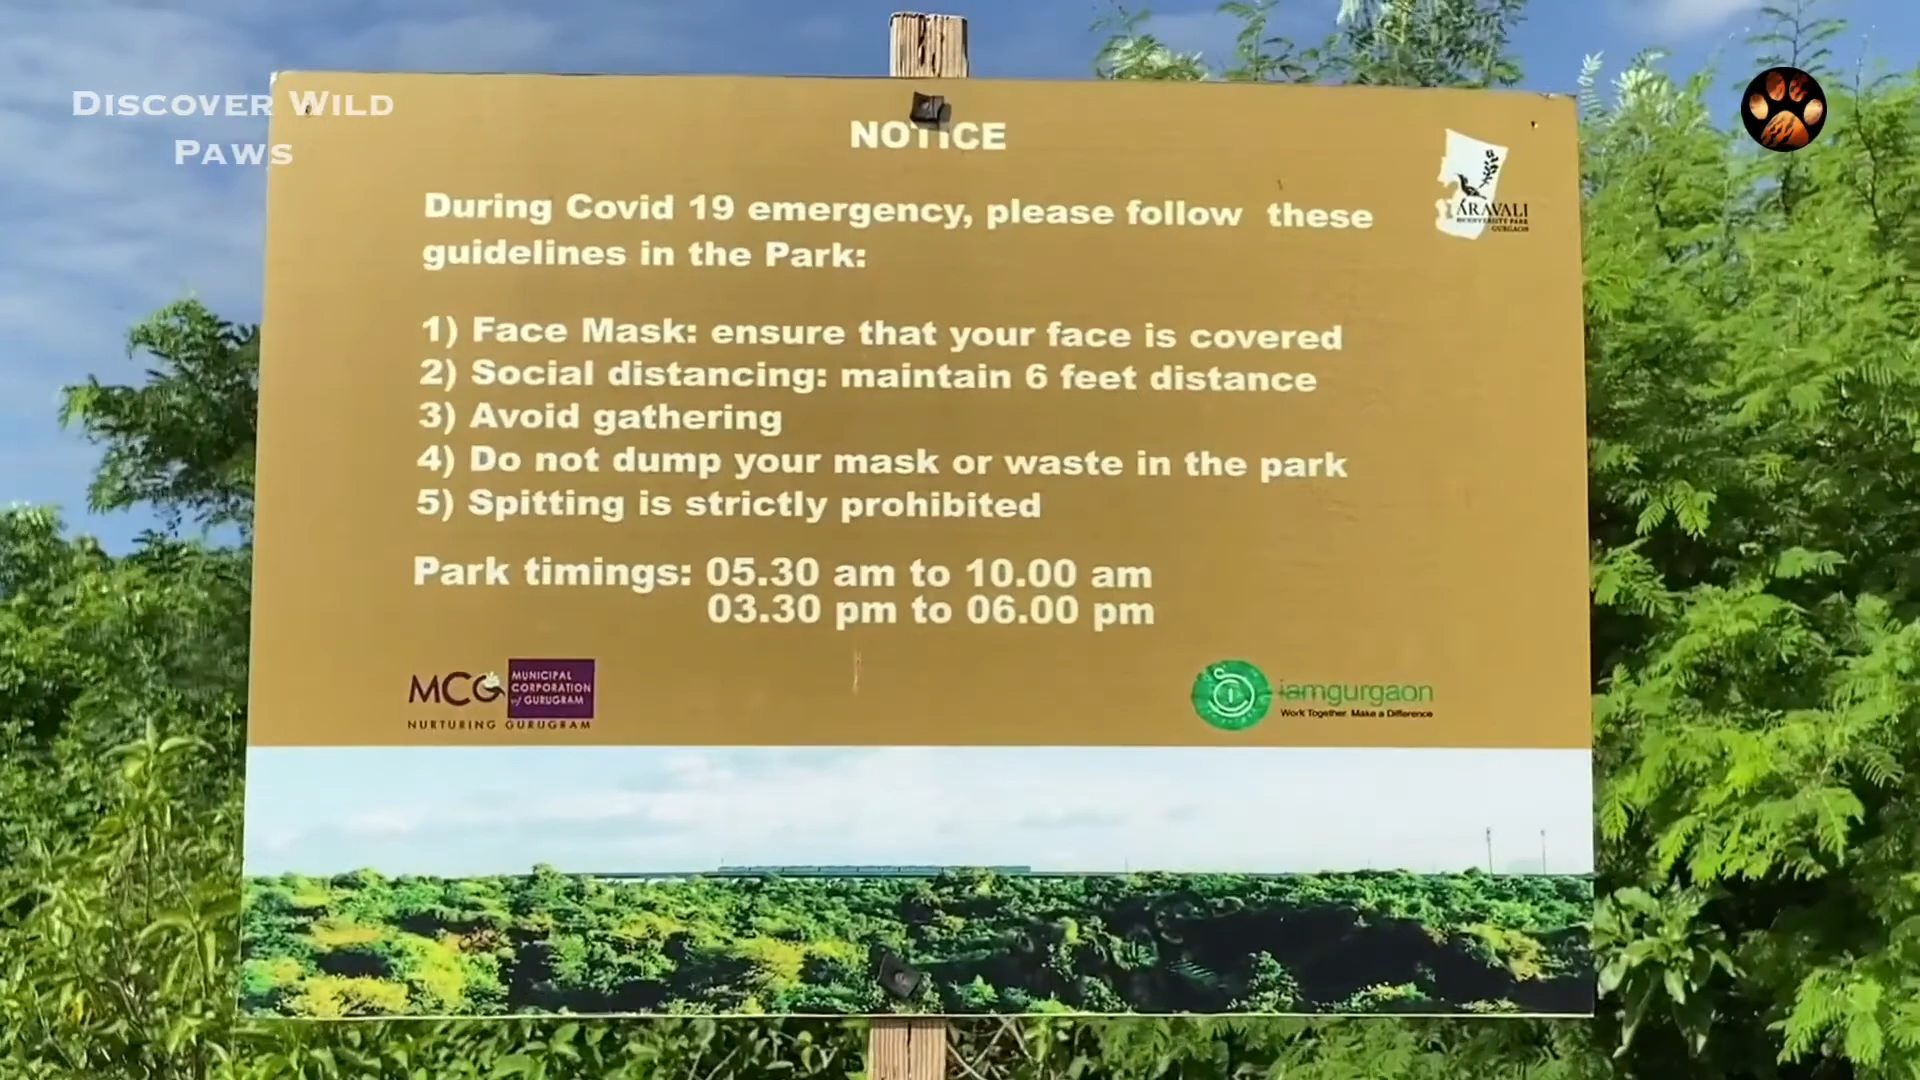 Discover Wild
Paws
NOTICE
During Covid 19 emergency, please follow these
guidelines in the Park:
1) Face Mask: ensure that your face is covered
2) Social distancing: maintain 6 feet distance
3) Avoid gathering
4) Do not dump your mask or waste in the park
5) Spitting is strictly prohibited
Park timings: 05.30 am to 10.00 am
03.30 pm to 06.00 pm
ARAVALI
BIODIVERSITY PARK
GURGAON
MCG
MUNICIPAL
CORPORATION
of GURUGRAM
NURTURING GURUGRAM
iamgurgaon
Work Together. Make a Difference